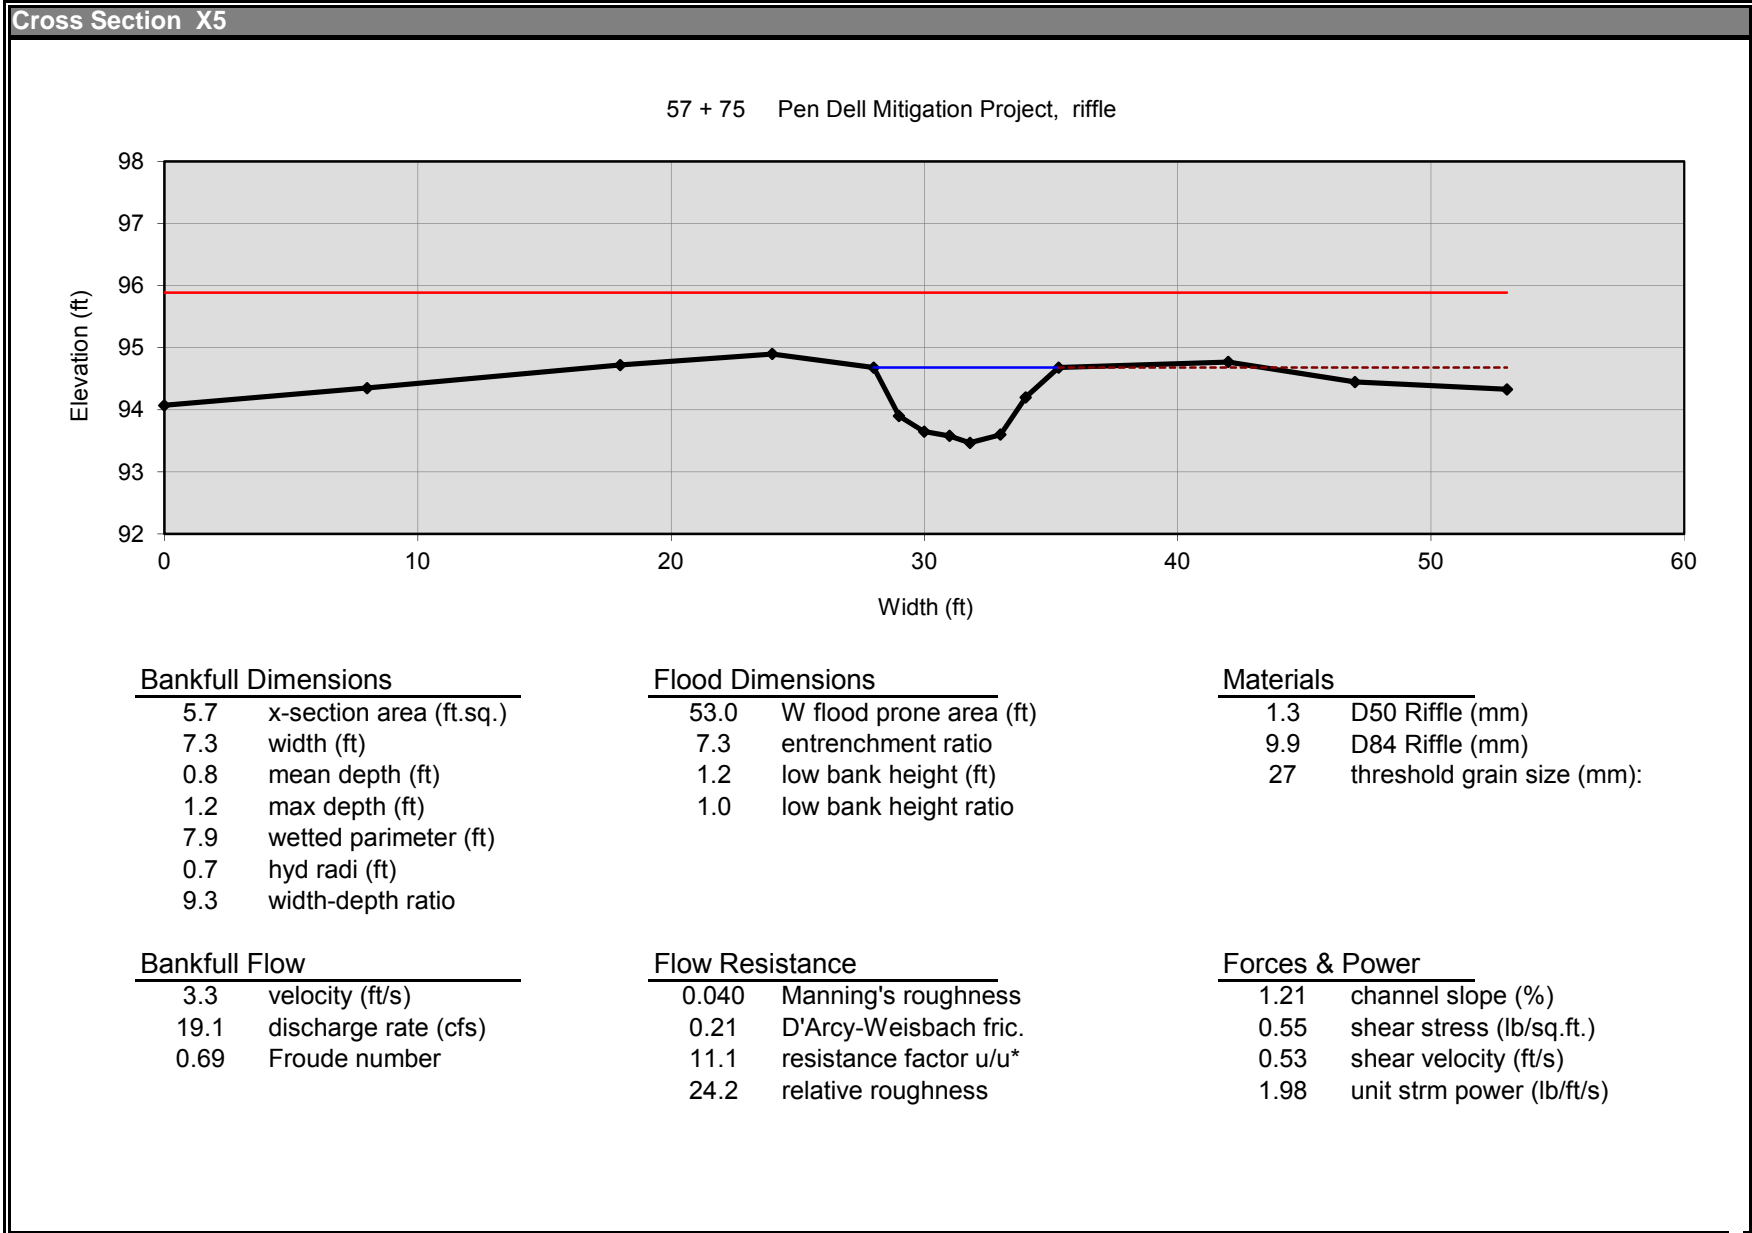 Cross Section X5
57 + 75 Pen Dell Mitigation Project, riffle
98
97
96
95
94
93
92
Elevation (ft)
0 10 20 30 40 50 60
Width (ft)
Bankfull Dimensions
5.7 x-section area (ft.sq.)
7.3 width (ft)
0.8 mean depth (ft)
1.2 max depth (ft)
7.9 wetted parimeter (ft)
0.7 hyd radi (ft)
9.3 width-depth ratio
Flood Dimensions
53.0 W flood prone area (ft)
7.3 entrenchment ratio
1.2 low bank height (ft)
1.0 low bank height ratio
Materials
1.3 D50 Riffle (mm)
9.9 D84 Riffle (mm)
27 threshold grain size (mm):
Bankfull Flow
3.3 velocity (ft/s)
19.1 discharge rate (cfs)
0.69 Froude number
Flow Resistance
0.040 Manning's roughness
0.21 D'Arcy-Weisbach fric.
11.1 resistance factor u/u*
24.2 relative roughness
Forces & Power
1.21 channel slope (%)
0.55 shear stress (lb/sq.ft.)
0.53 shear velocity (ft/s)
1.98 unit strm power (lb/ft/s)